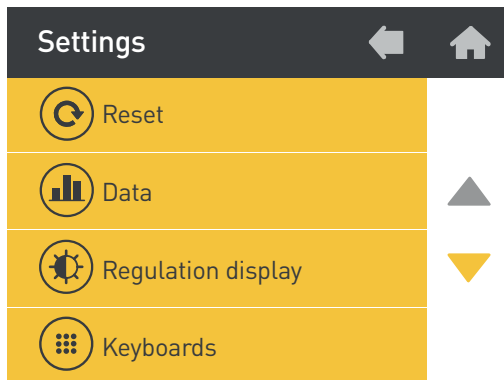 Settings
Reset
Data
Regulation display
Keyboards